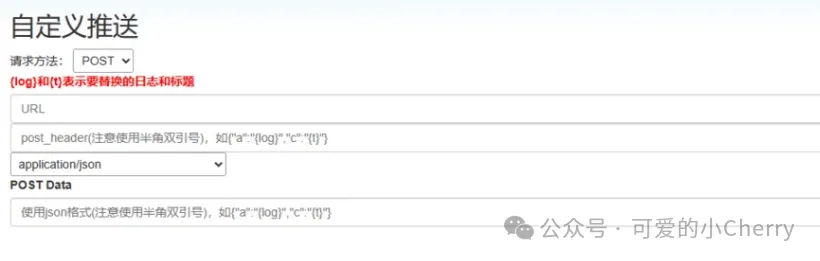 自定义推送
请求方法： POST
{log}和{t}表示要替换的日志和标题
URL
post_header(注意使用半角双引号)，如{"a":"{log}","c":"{t}"}
application/json
POST Data
使用json格式(注意使用半角双引号)，如{"a":"{log}","c":"{t}"}
公众号 · 可爱的小Cherry